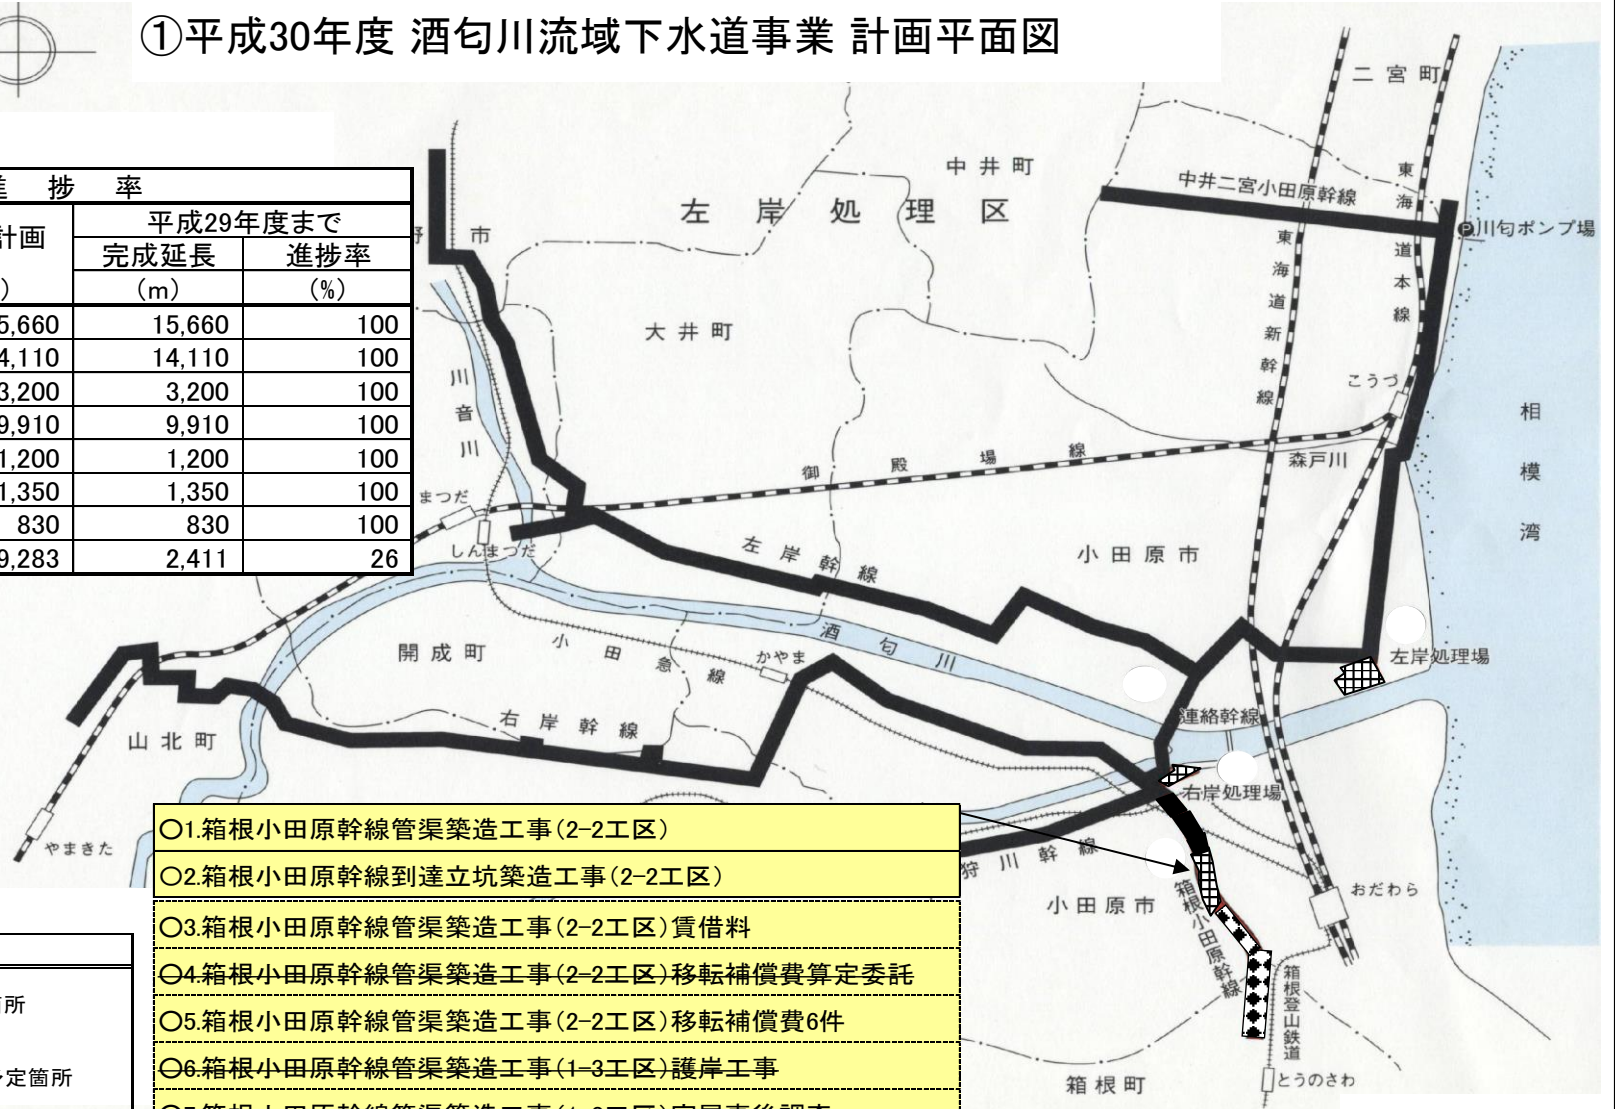 ①平成30年度 酒匂川流域下水道事業 計画平面図
捗 率
計画
平成29年度まで
完成延長
進捗率
(m)
(%)
5,660 15,660 100
4,110 14,110 100
3,200 3,200 100
9,910 9,910 100
1,200 1,200 100
1,350 1,350 100
830 830 100
9,283 2,411 26
市
左岸処理区
中井町
二宮町
中井二宮小田原幹線
東海道新幹線
東海道本線
P川匂ポンプ場
大井町
川音川
こうづ
相模湾
御殿場線
森戸川
まつだ
しんまつだ
左岸幹線
小田原市
酒匂川
開成町
小田急線
かやま
左岸処理場
右岸幹線
連絡幹線
山北町
右岸処理場
やまきた
狩川幹線
小田原市
箱根小田原幹線
おだわら
箱根登山鉄道
箱根町
とうのさわ
〇1.箱根小田原幹線管渠築造工事(2-2工区)
〇2.箱根小田原幹線到達立坑築造工事(2-2工区)
〇3.箱根小田原幹線管渠築造工事(2-2工区)賃借料
〇4.箱根小田原幹線管渠築造工事(2-2工区)移転補償費算定委託
〇5.箱根小田原幹線管渠築造工事(2-2工区)移転補償費6件
〇6.箱根小田原幹線管渠築造工事(1-3工区)護岸工事
所
定箇所